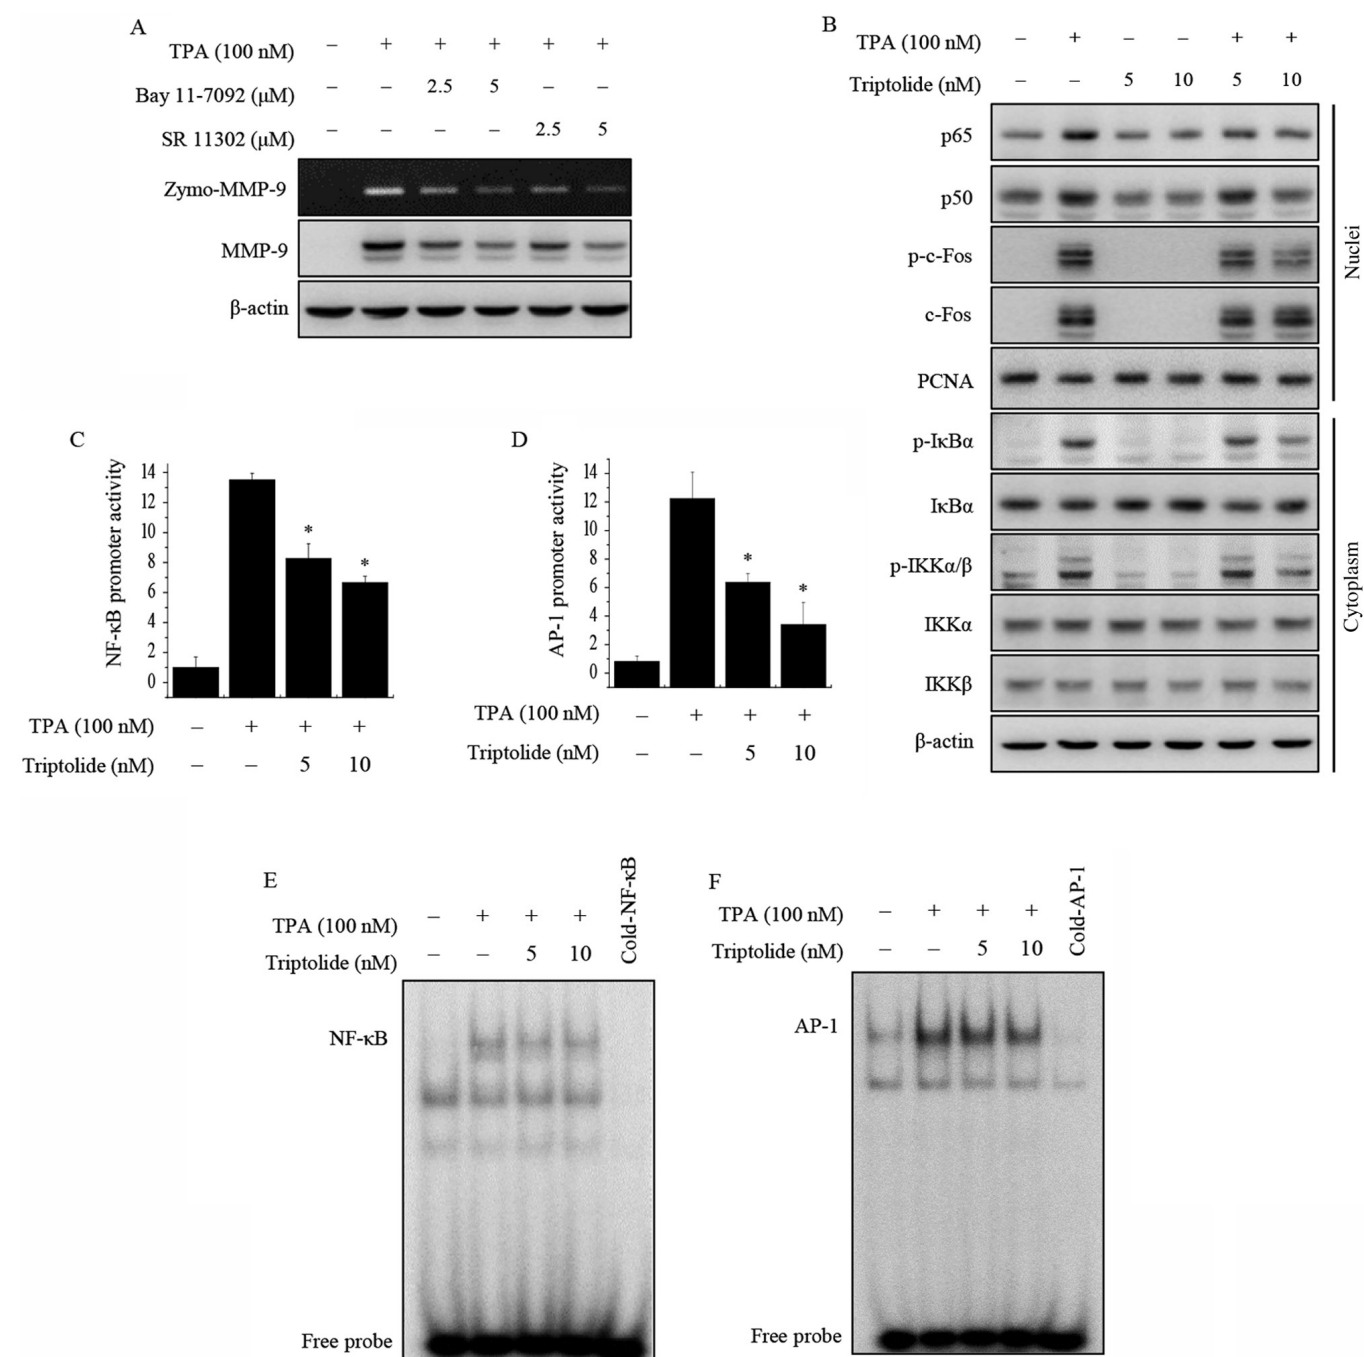 A
TPA (100 nM) – + + + + +
Bay 11-7092 (μM) – – 2.5 5 – –
SR 11302 (μM) – – – – 2.5 5
Zymo-MMP-9
MMP-9
β-actin
B
TPA (100 nM) – + – – + +
Triptolide (nM) – – 5 10 5 10
p65
p50
p-c-Fos
c-Fos
PCNA
Nuclei
p-IκBα
IκBα
p-IKKα/β
IKKα
IKKβ
β-actin
Cytoplasm
C
NF-κB promoter activity
14
12
10
8
6
4
2
0
TPA (100 nM) – + + +
Triptolide (nM) – – 5 10
* *
D
AP-1 promoter activity
14
12
10
8
6
4
2
0
* *
TPA (100 nM) – + + +
Triptolide (nM) – – 5 10
E
TPA (100 nM) – + + +
Triptolide (nM) – – 5 10
Cold-NF-κB
NF-κB
Free probe
F
TPA (100 nM) – + + +
Triptolide (nM) – – 5 10
Cold-AP-1
AP-1
Free probe